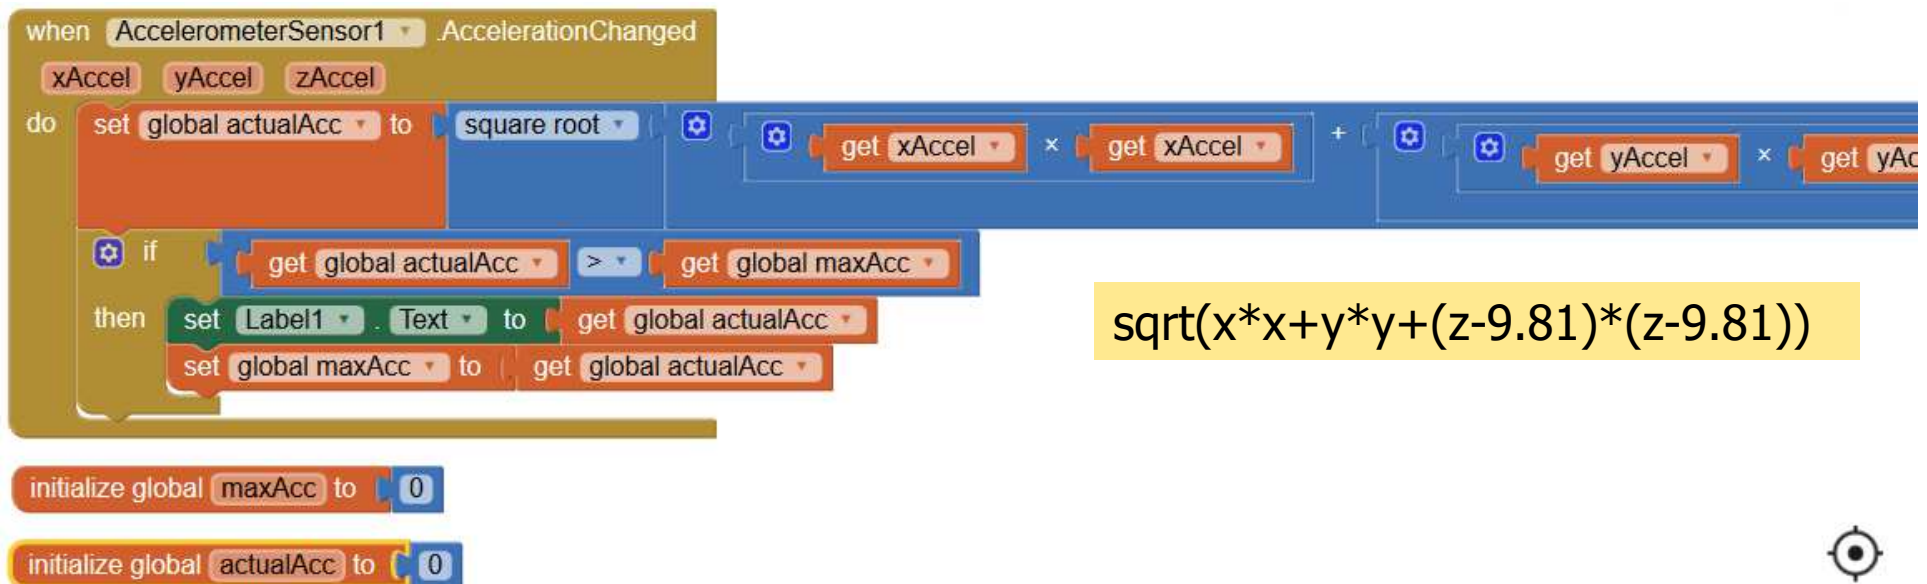 when AccelerometerSensor1 .AccelerationChanged
xAccel yAccel zAccel
do set global actualAcc to square root get xAccel × get xAccel + get yAccel × get yAc
if get global actualAcc > get global maxAcc
then set Label1 . Text to get global actualAcc
set global maxAcc to get global actualAcc
sqrt(x*x+y*y+(z-9.81)*(z-9.81))
initialize global maxAcc to 0
initialize global actualAcc to 0